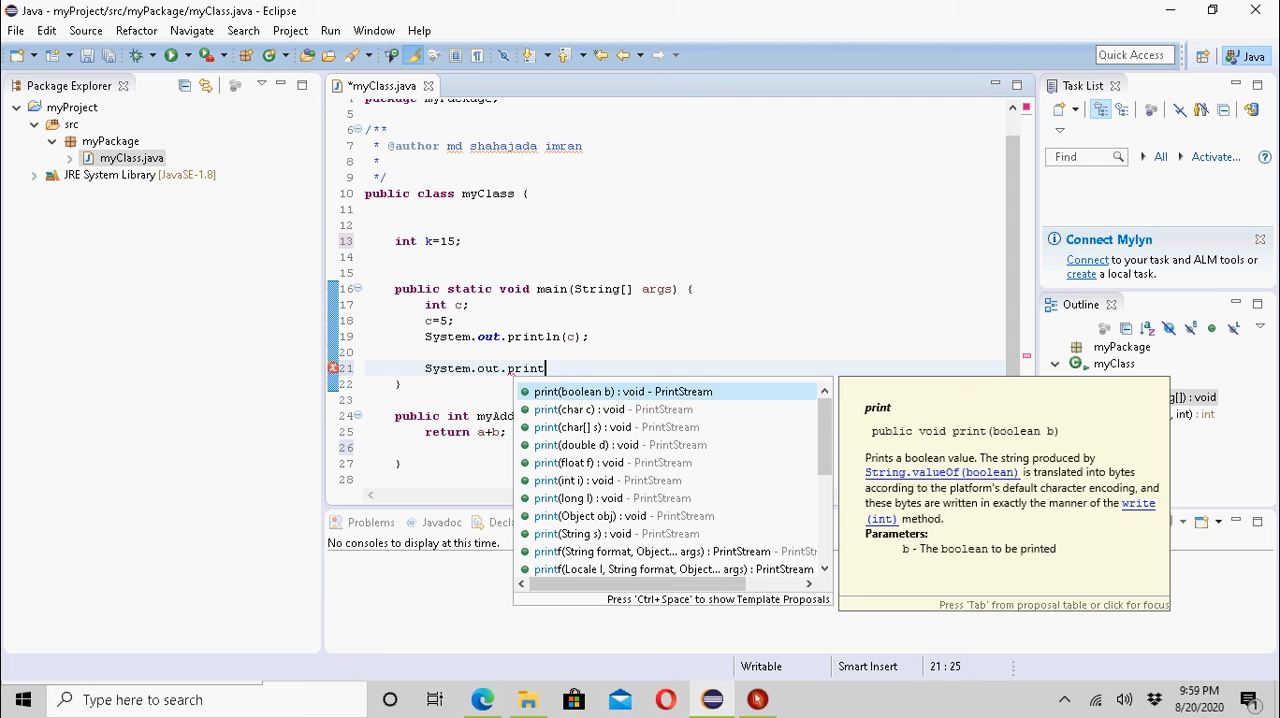 Java - myProject/src/myPackage/myClass.java - Eclipse
File Edit Source Refactor Navigate Search Project Run Window Help
Quick Access
Java
Package Explorer
myProject
src
myPackage
myClass.java
JRE System Library [JavaSE-1.8]
*myClass.java
package myPackage;
5
6 /**
7 * @author md shahajada imran
8 *
9 */
10 public class myClass {
11
12
13 int k=15;
14
15
16 public static void main(String[] args) {
17 int c;
18 c=5;
19 System.out.println(c);
20
21 System.out.print
22 }
24 public int myAdd
25 return a+b;
26
27 }
28
print(boolean b) : void - PrintStream
print(char c) : void - PrintStream
print(char[] s) : void - PrintStream
print(double d) : void - PrintStream
print(float f) : void - PrintStream
print(int i) : void - PrintStream
print(long l) : void - PrintStream
print(Object obj) : void - PrintStream
print(String s) : void - PrintStream
printf(String format, Object... args) : PrintStream - PrintStr
printf(Locale l, String format, Object... args) : PrintStream
Press 'Ctrl+Space' to show Template Proposals
print
public void print(boolean b)
Prints a boolean value. The string produced by
String.valueOf(boolean) is translated into bytes
according to the platform's default character encoding, and
these bytes are written in exactly the manner of the write
(int) method.
Parameters:
b - The boolean to be printed
Press 'Tab' from proposal table or click for focus
Task List
Find
All
Activate...
Connect Mylyn
Connect to your task and ALM tools or
create a local task.
Outline
myPackage
myClass
g[]) : void
, int) : int
Problems
Javadoc
Decla
No consoles to display at this time.
Writable
Smart Insert
21 : 25
Type here to search
9:59 PM
8/20/2020
1